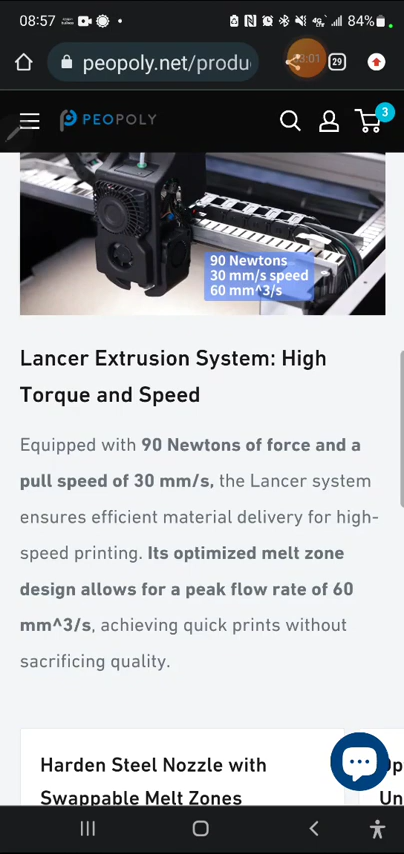 08:57
84%
peopoly.net/produ
:01
29
PEOPOLY
3
90 Newtons
30 mm/s speed
60 mm^3/s
Lancer Extrusion System: High
Torque and Speed
Equipped with 90 Newtons of force and a
pull speed of 30 mm/s, the Lancer system
ensures efficient material delivery for high-
speed printing. Its optimized melt zone
design allows for a peak flow rate of 60
mm^3/s, achieving quick prints without
sacrificing quality.
Harden Steel Nozzle with
Swappable Melt Zones
Un